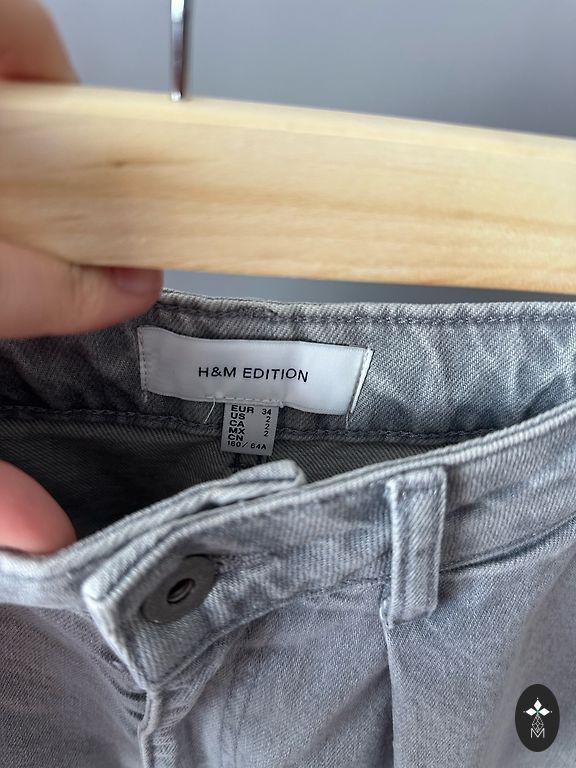 H&M EDITION
EUR 34
US 2
CA 2
MX 2
CN
160/64A
M